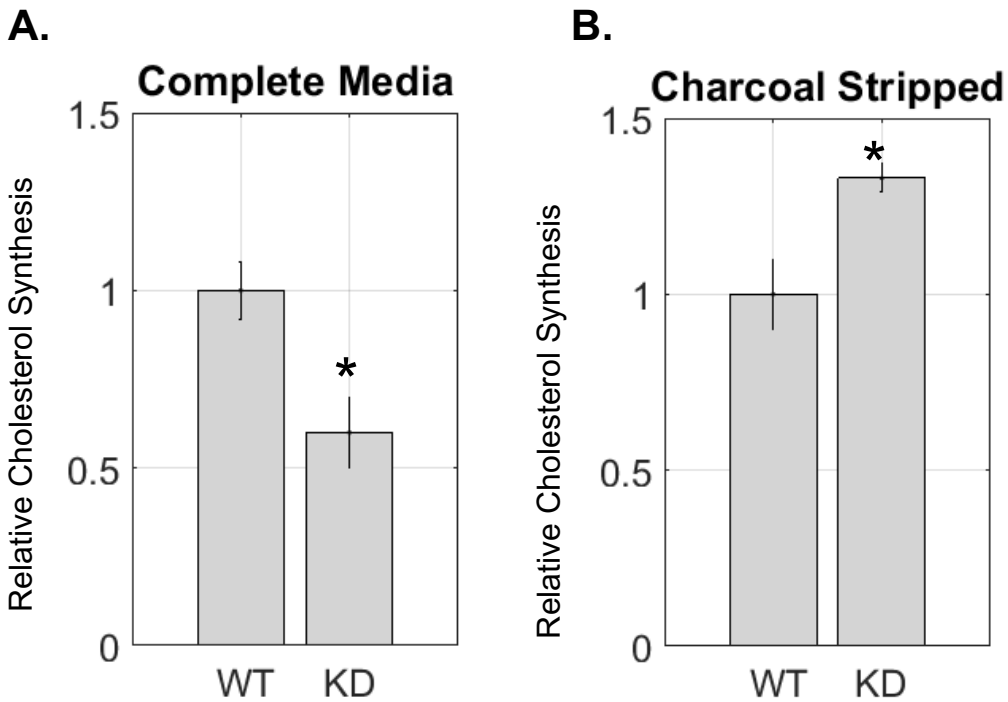 A.
Complete Media
Relative Cholesterol Synthesis
1.5
1
0.5
0
*
WT KD
B.
Charcoal Stripped
Relative Cholesterol Synthesis
1.5
1
0.5
0
*
WT KD